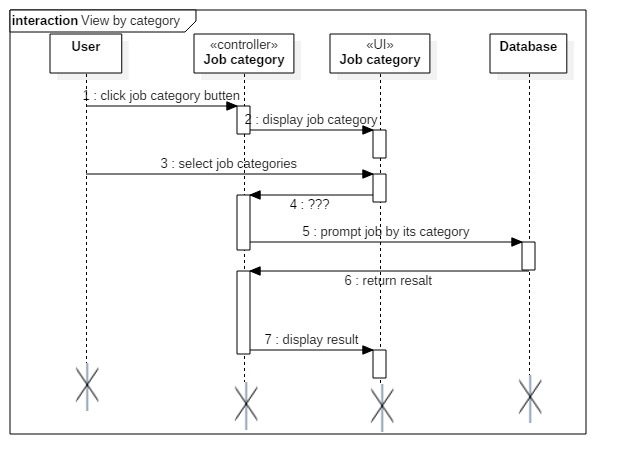 interaction View by category
User
«controller»
Job category
«UI»
Job category
Database
1 : click job category butten
2 : display job category
3 : select job categories
4 : ???
5 : prompt job by its category
6 : return resalt
7 : display result